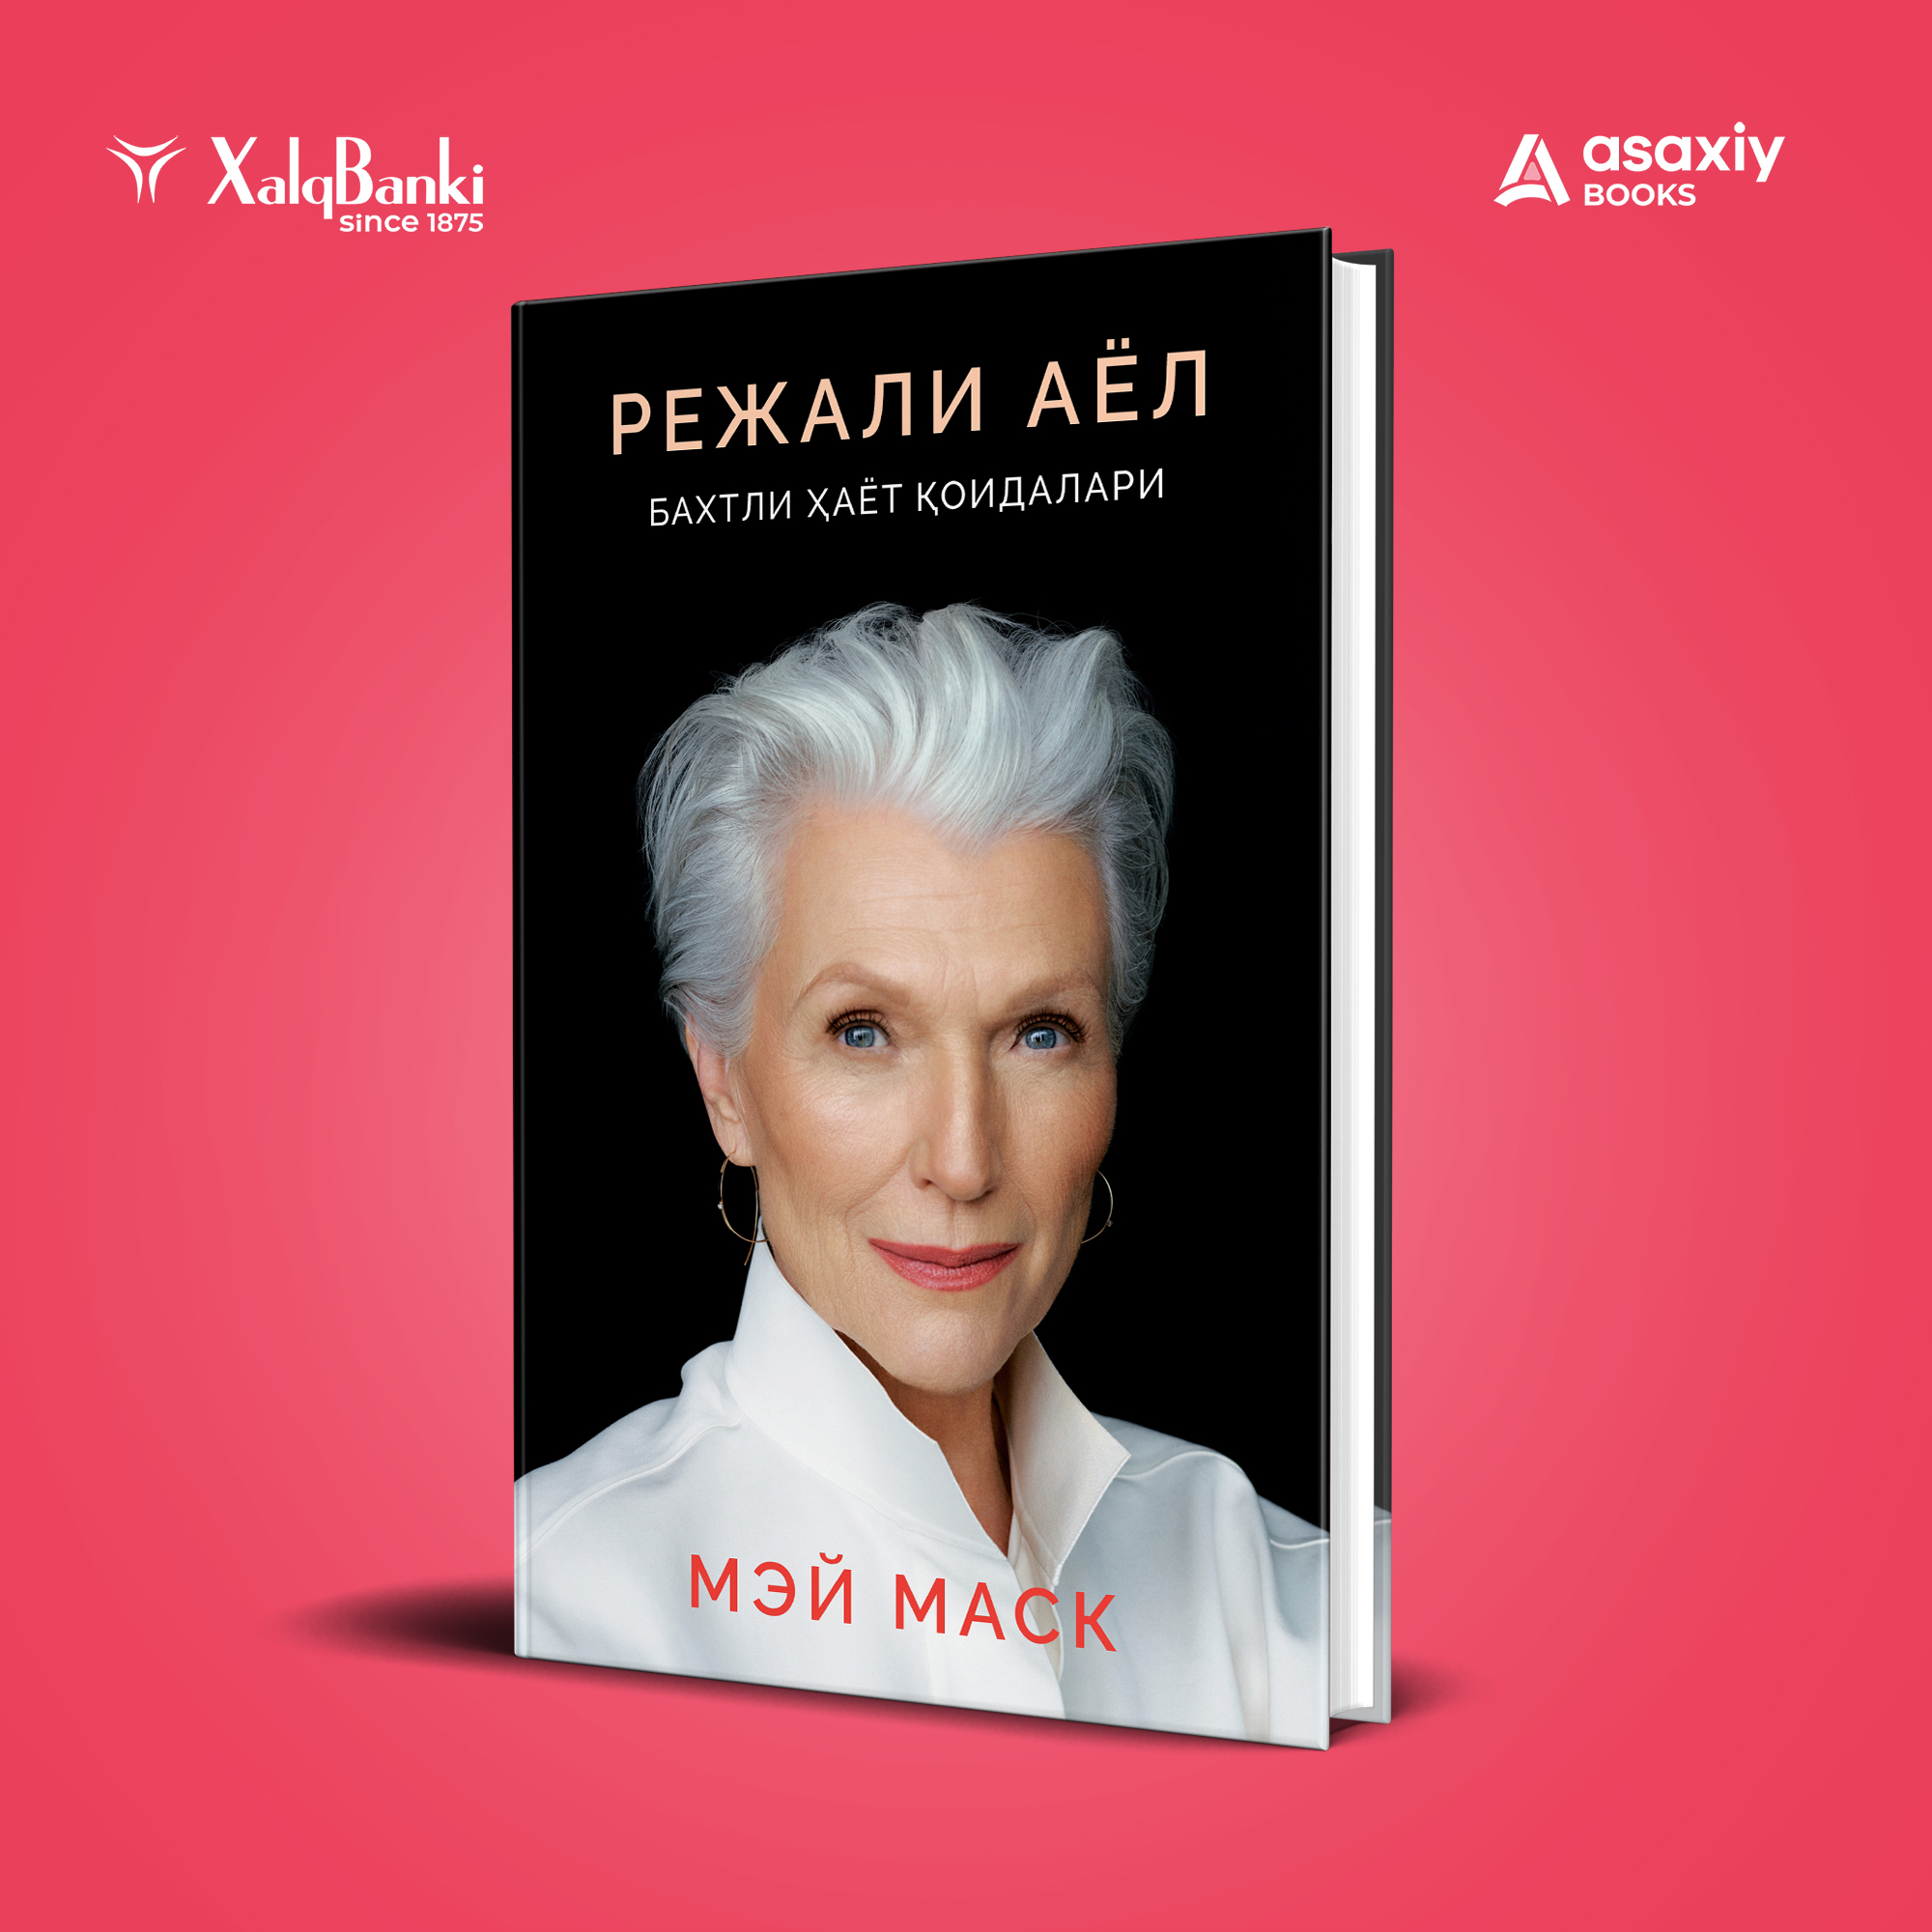 XalqBanki
since 1875
asaxiy
BOOKS
РЕЖАЛИ АЁЛ
БАХТЛИ ҲАЁТ ҚОИДАЛАРИ
МЭЙ МАСК